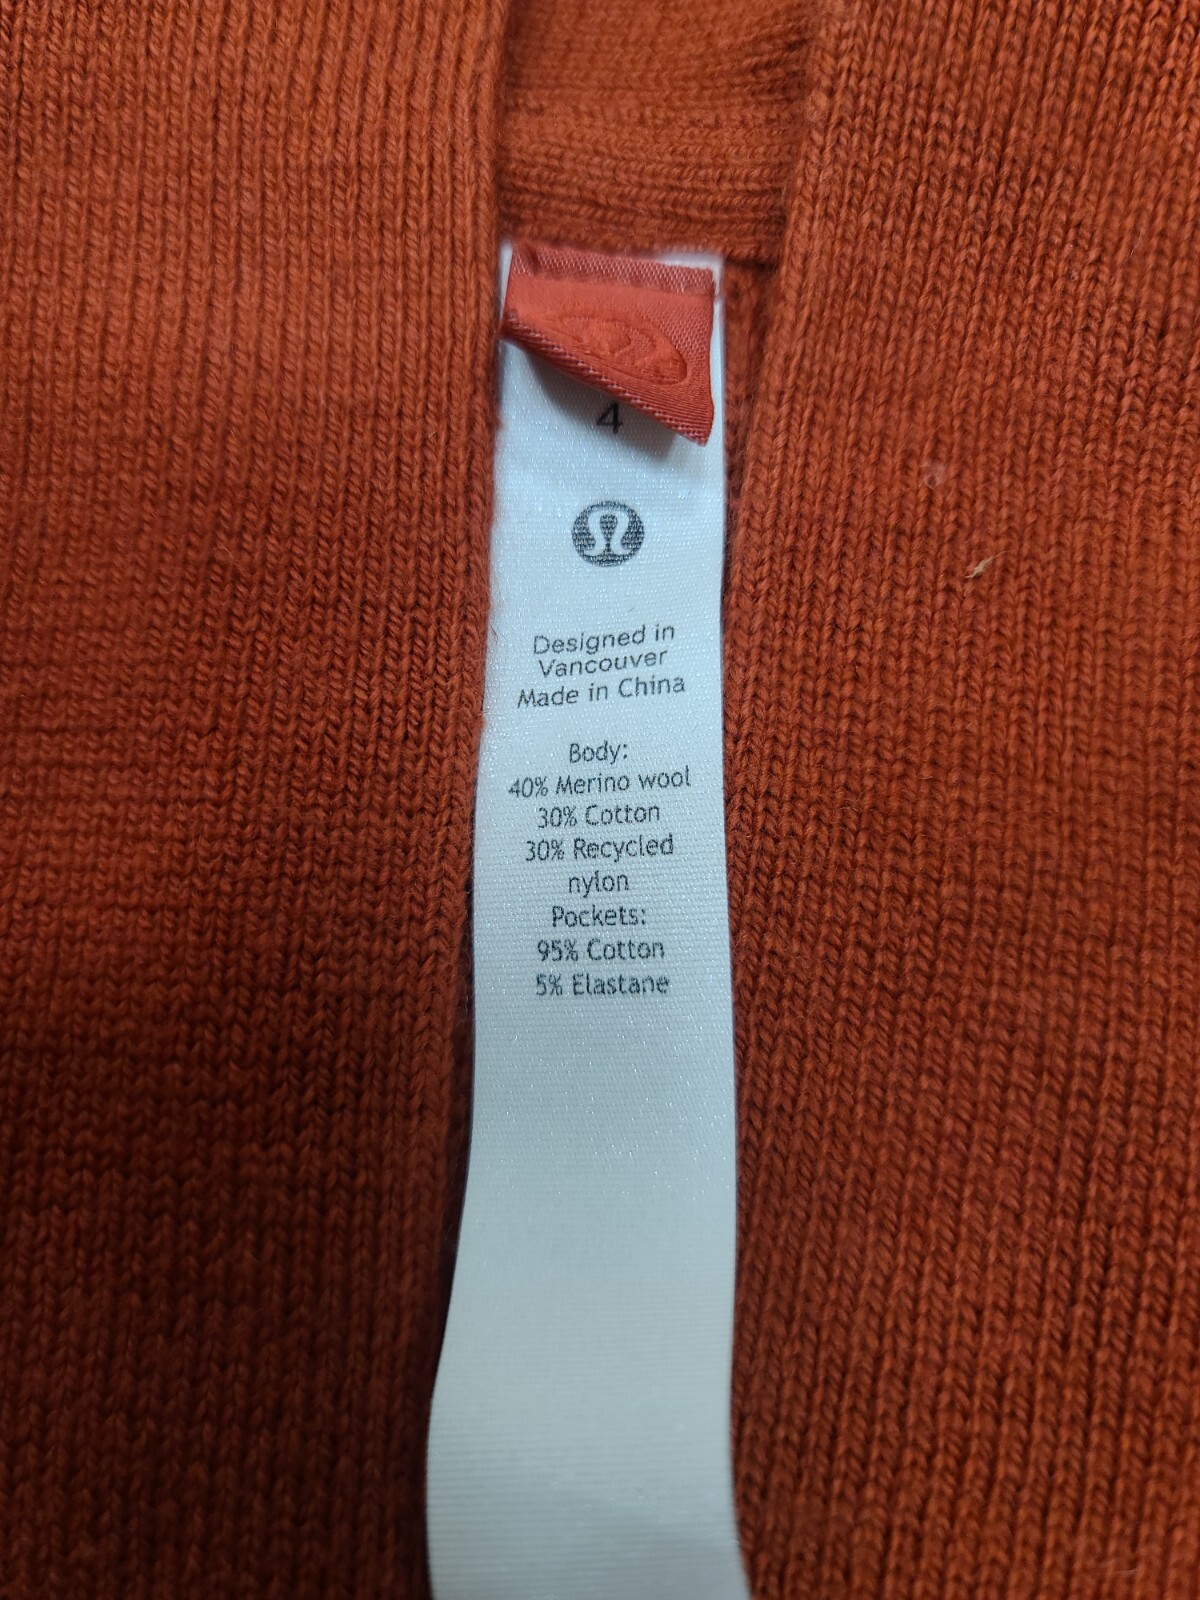 4
Designed in
Vancouver
Made in China
Body:
40% Merino wool
30% Cotton
30% Recycled
nylon
Pockets:
95% Cotton
5% Elastane